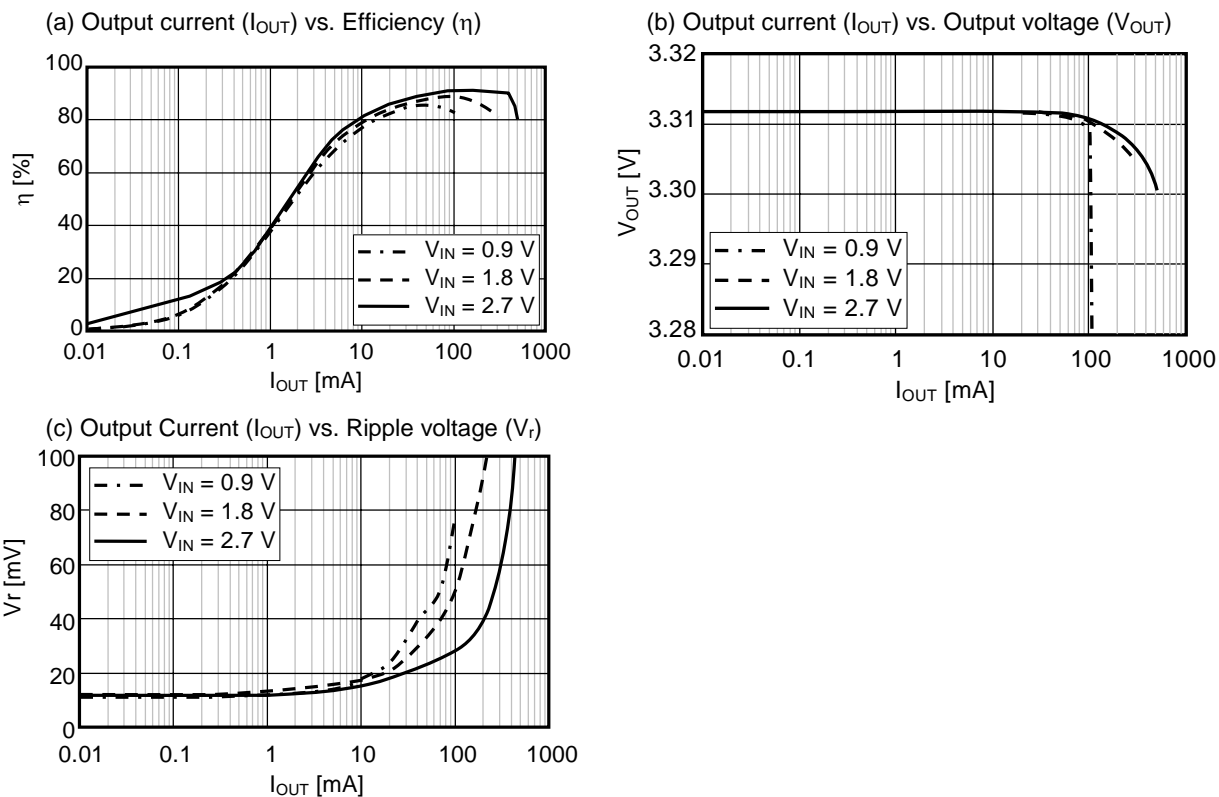 (a) Output current (IOUT) vs. Efficiency (η)
100
80
60
40
20
0
η [%]
0.01 0.1 1 10 100 1000
IOUT [mA]
VIN = 0.9 V
VIN = 1.8 V
VIN = 2.7 V
(b) Output current (IOUT) vs. Output voltage (VOUT)
3.32
3.31
3.30
3.29
3.28
VOUT [V]
0.01 0.1 1 10 100 1000
IOUT [mA]
VIN = 0.9 V
VIN = 1.8 V
VIN = 2.7 V
(c) Output Current (IOUT) vs. Ripple voltage (Vr)
100
80
60
40
20
0
Vr [mV]
0.01 0.1 1 10 100 1000
IOUT [mA]
VIN = 0.9 V
VIN = 1.8 V
VIN = 2.7 V